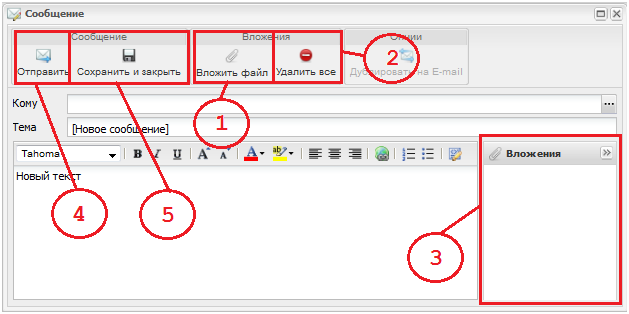 Сообщение
Сообщение Вложения Опции
Отправить Сохранить и закрыть Вложить файл Удалить все Дублировать на E-mail
2
Кому ...
1
Тема [Новое сообщение]
Tahoma B I U A A A ab
Вложения
Новый текст
4 5 3